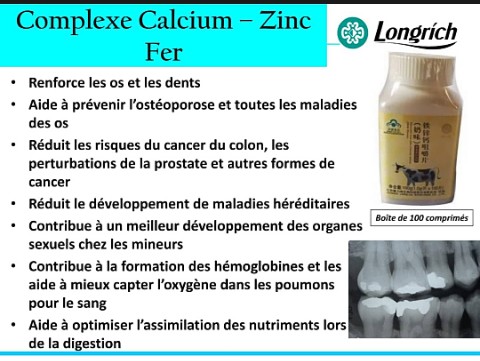 Complexe Calcium – Zinc
Fer
Longrich
• Renforce les os et les dents
• Aide à prévenir l'ostéoporose et toutes les maladies
des os
• Réduit les risques du cancer du colon, les
perturbations de la prostate et autres formes de
cancer
• Réduit le développement de maladies héréditaires
• Contribue à un meilleur développement des organes
sexuels chez les mineurs
• Contribue à la formation des hémoglobines et les
aide à mieux capter l'oxygène dans les poumons
pour le sang
• Aide à optimiser l'assimilation des nutriments lors
de la digestion
Boite de 100 comprimés